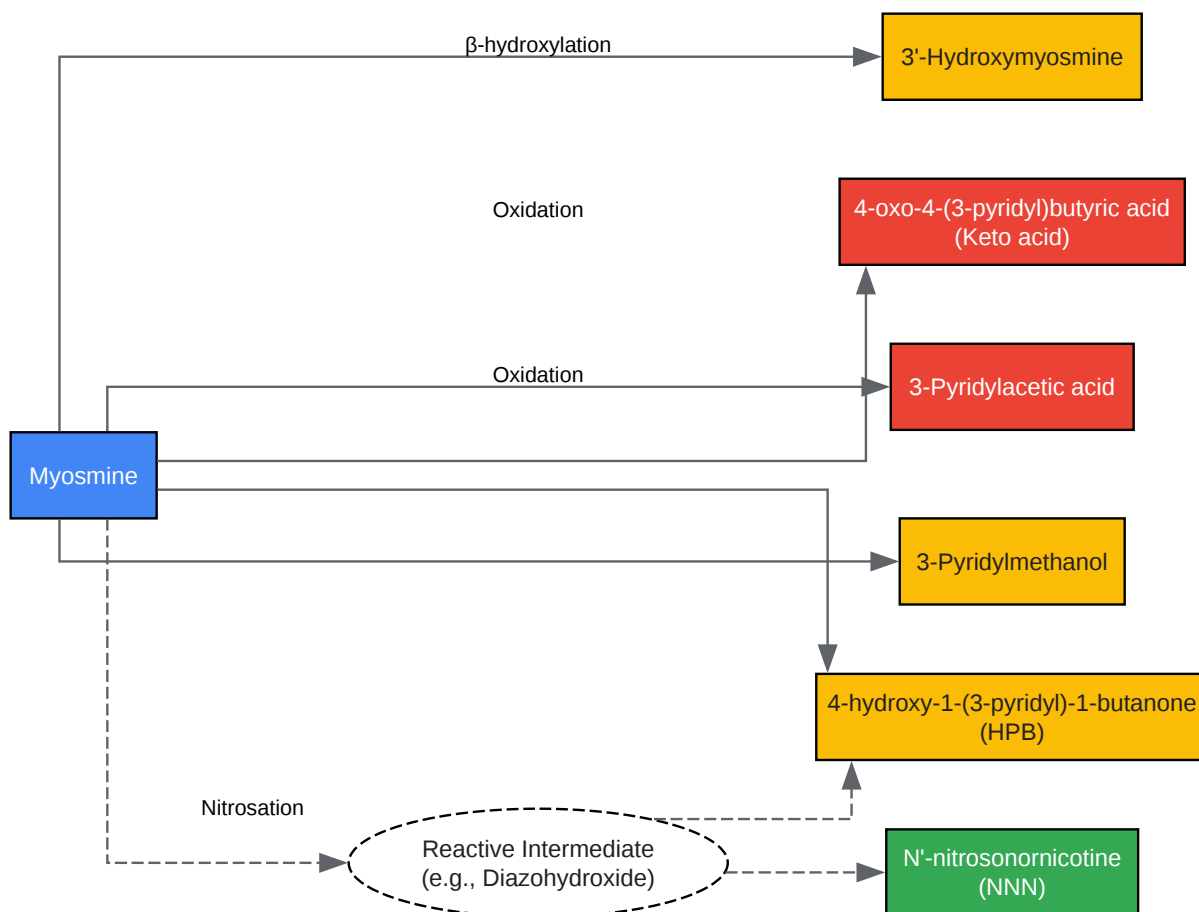 β-hydroxylation
3'-Hydroxymyosmine
Oxidation
4-oxo-4-(3-pyridyl)butyric acid
(Keto acid)
Oxidation
3-Pyridylacetic acid
Myosmine
3-Pyridylmethanol
4-hydroxy-1-(3-pyridyl)-1-butanone
(HPB)
Nitrosation
Reactive Intermediate
(e.g., Diazohydroxide)
N'-nitrosonornicotine
(NNN)